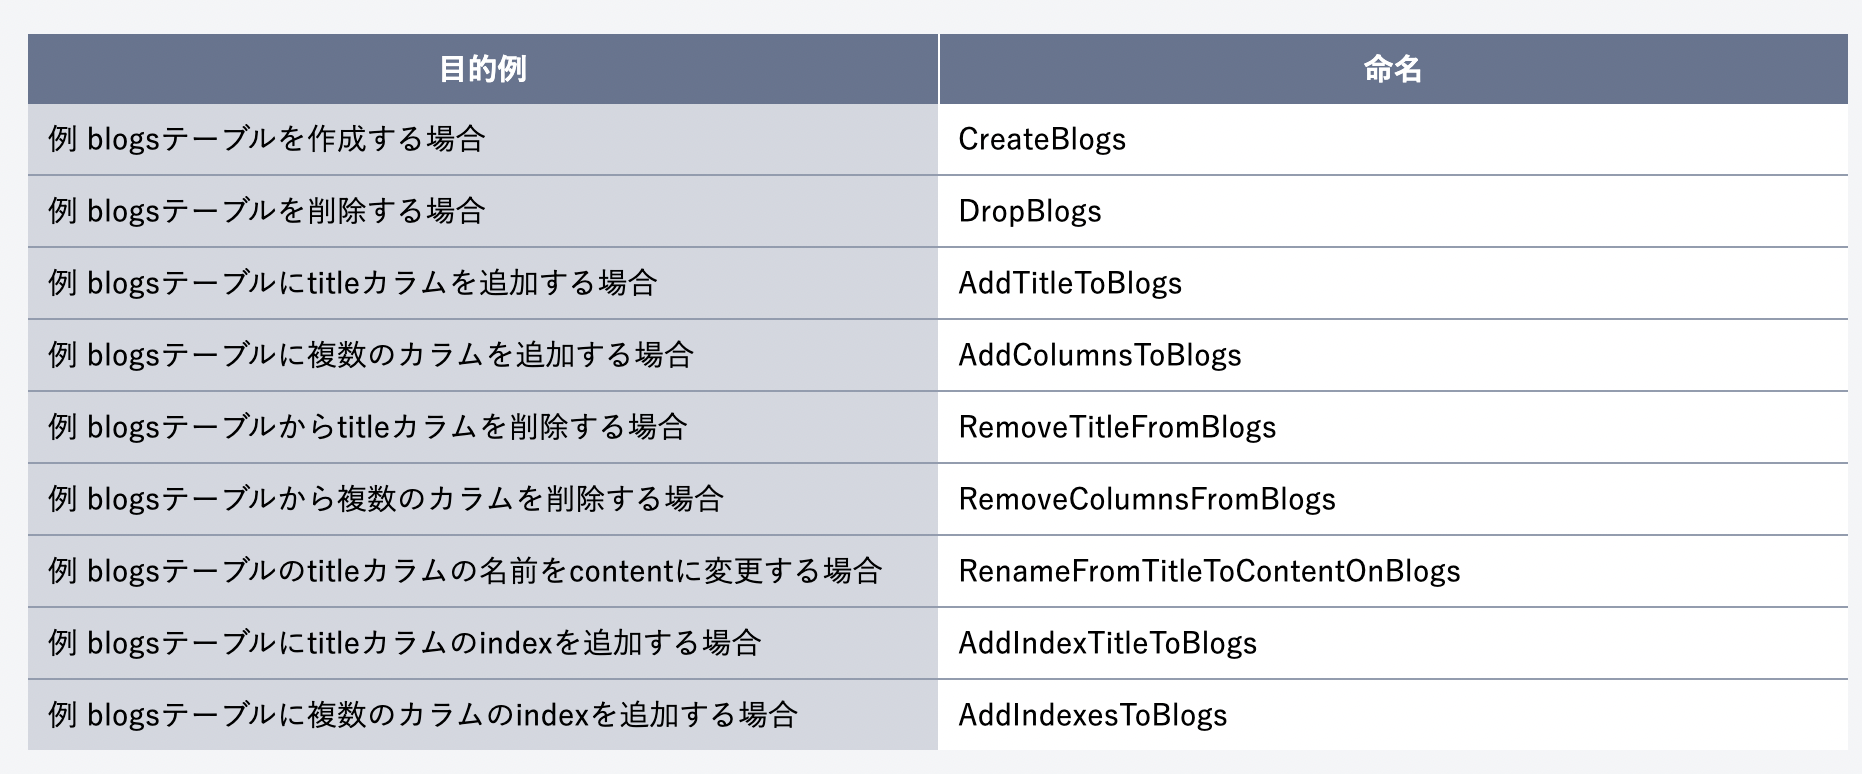 目的例 命名
例 blogsテーブルを作成する場合 CreateBlogs
例 blogsテーブルを削除する場合 DropBlogs
例 blogsテーブルにtitleカラムを追加する場合 AddTitleToBlogs
例 blogsテーブルに複数のカラムを追加する場合 AddColumnsToBlogs
例 blogsテーブルからtitleカラムを削除する場合 RemoveTitleFromBlogs
例 blogsテーブルから複数のカラムを削除する場合 RemoveColumnsFromBlogs
例 blogsテーブルのtitleカラムの名前をcontentに変更する場合 RenameFromTitleToContentOnBlogs
例 blogsテーブルにtitleカラムのindexを追加する場合 AddIndexTitleToBlogs
例 blogsテーブルに複数のカラムのindexを追加する場合 AddIndexesToBlogs